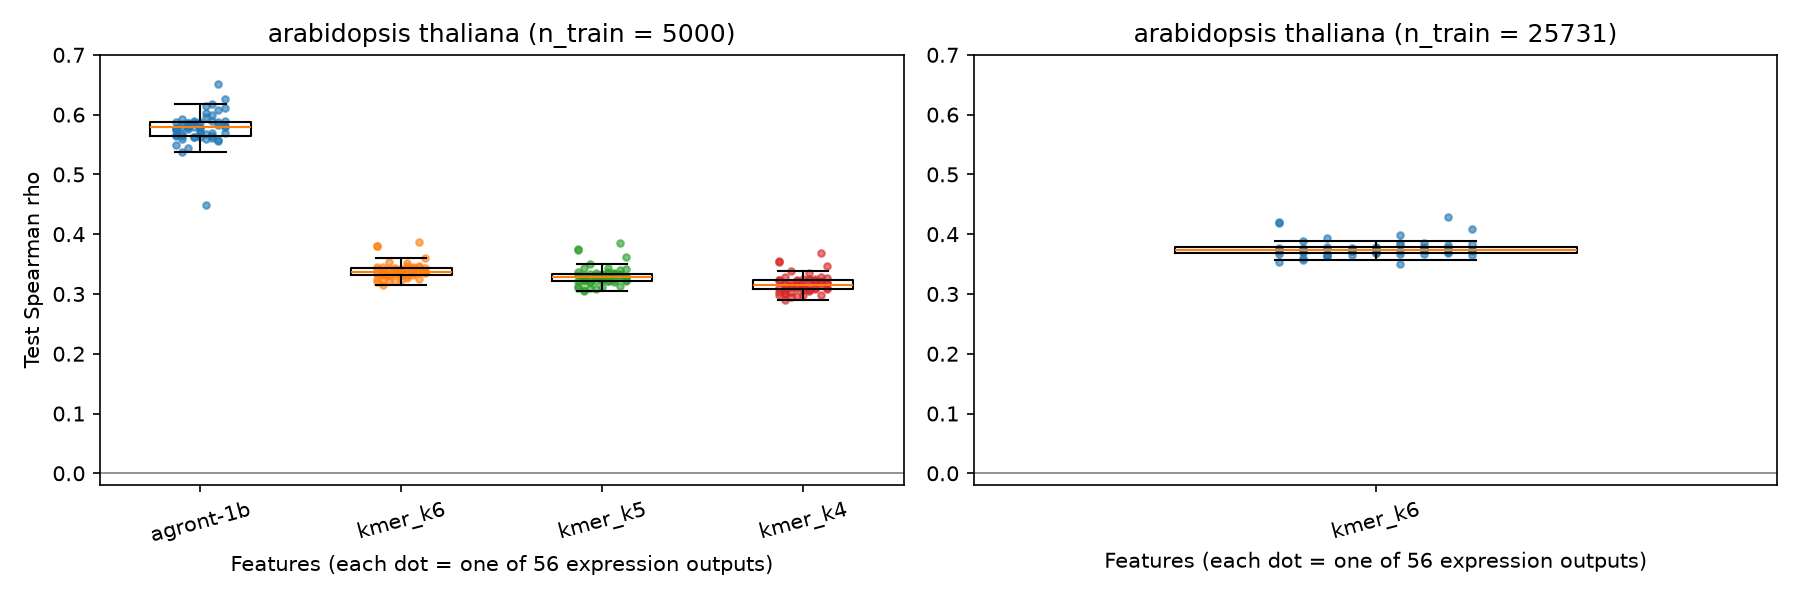 arabidopsis thaliana (n_train = 5000)
0.7
0.6
0.5
0.4
0.3
0.2
0.1
0.0
Test Spearman rho
agront-1b
kmer_k6
kmer_k5
kmer_k4
Features (each dot = one of 56 expression outputs)
arabidopsis thaliana (n_train = 25731)
0.7
0.6
0.5
0.4
0.3
0.2
0.1
0.0
kmer_k6
Features (each dot = one of 56 expression outputs)